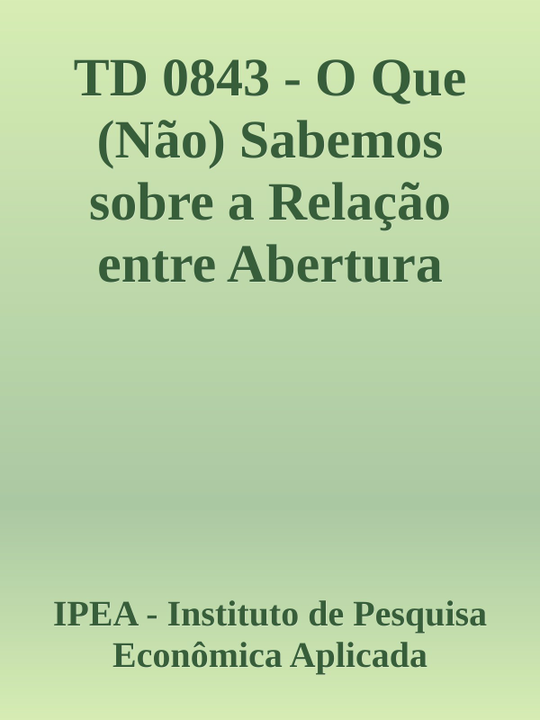 TD 0843 - O Que
(Não) Sabemos
sobre a Relação
entre Abertura
IPEA - Instituto de Pesquisa
Econômica Aplicada